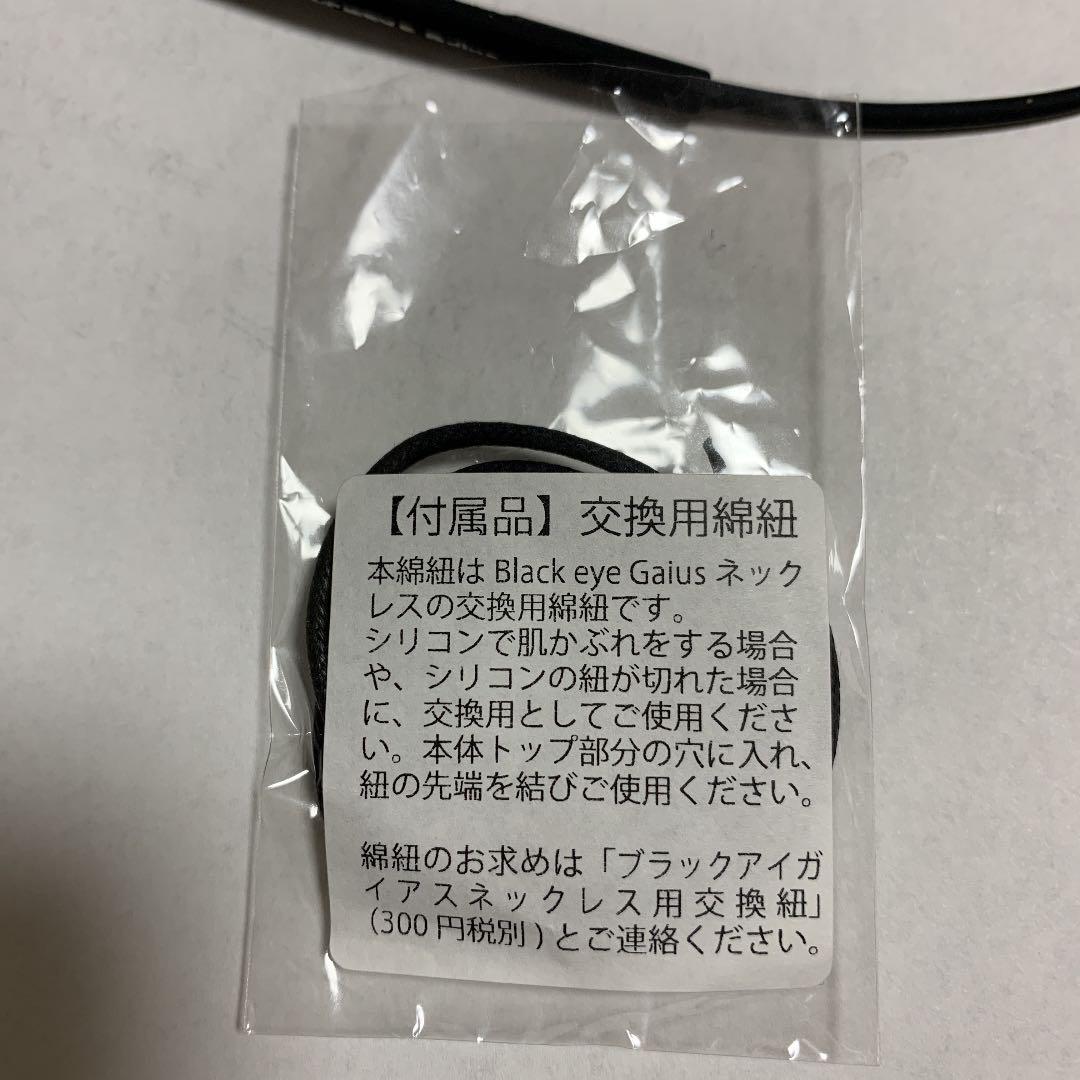 【付属品】交換用綿紐
本綿紐は Black eye Gaius ネック
レスの交換用綿紐です。
シリコンで肌かぶれをする場合
や、シリコンの紐が切れた場合
に、交換用としてご使用くださ
い。本体トップ部分の穴に入れ、
紐の先端を結びご使用ください。
綿紐のお求めは「ブラックアイガ
イアスネックレス用交換紐」
(300 円税別 ) とご連絡ください。